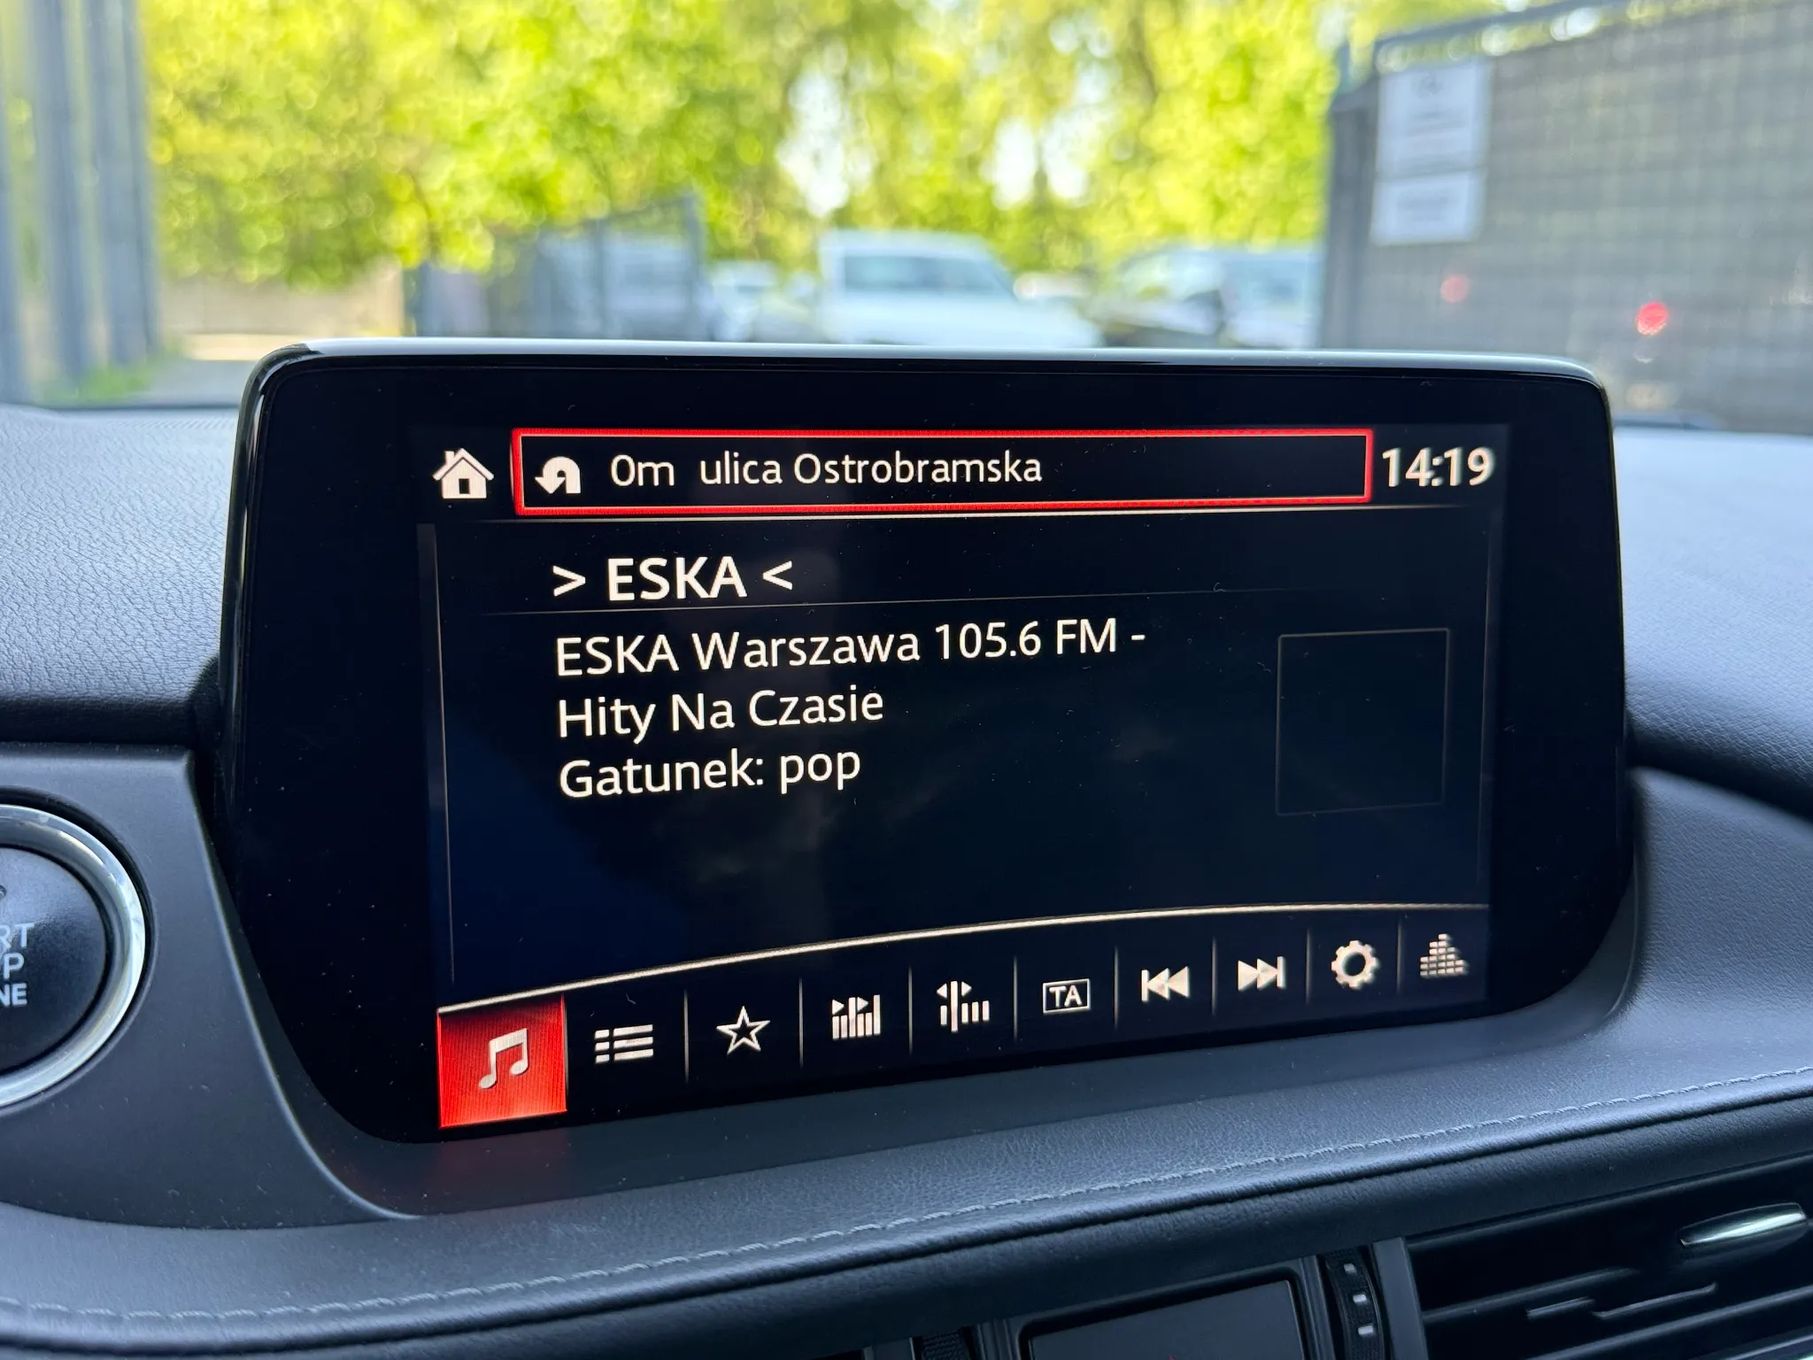 0m ulica Ostrobramska
14:19
> ESKA <
ESKA Warszawa 105.6 FM -
Hity Na Czasie
Gatunek: pop
TA